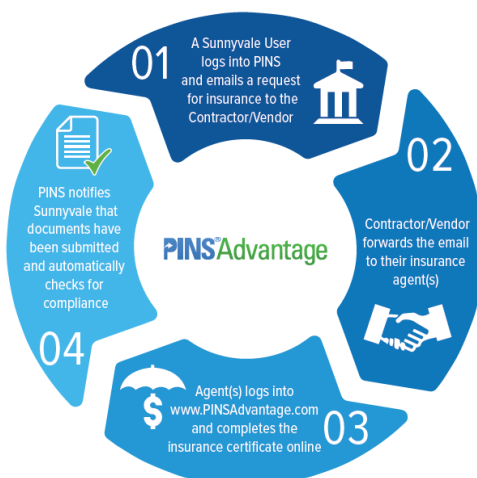 01
A Sunnyvale User
logs into PINS
and emails a request
for insurance to the
Contractor/Vendor
02
Contractor/Vendor
forwards the email
to their insurance
agent(s)
03
Agent(s) logs into
www.PINSAdvantage.com
and completes the
insurance certificate online
$
04
PINS notifies
Sunnyvale that
documents have
been submitted
and automatically
checks for
compliance
PINS®Advantage